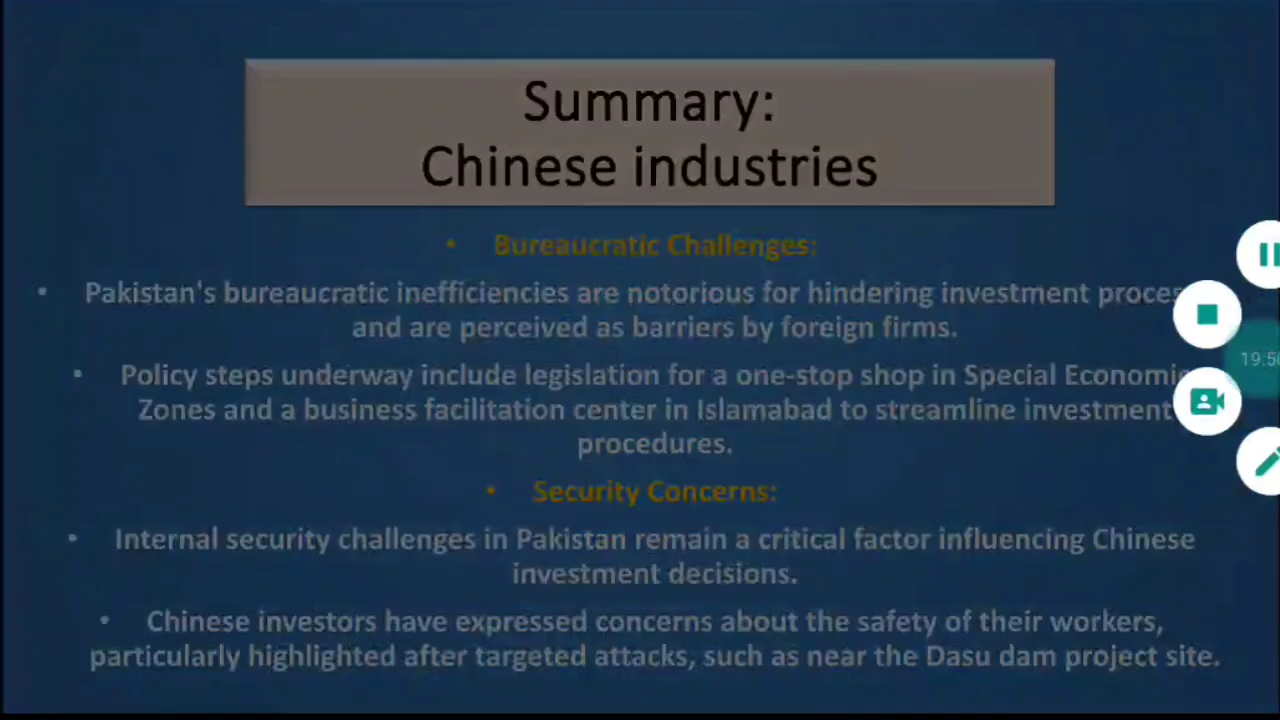 Summary:
Chinese industries
• Bureaucratic Challenges:
• Pakistan's bureaucratic inefficiencies are notorious for hindering investment
and are perceived as barriers by foreign firms.
• Policy steps underway include legislation for a one-stop shop in Special
Zones and a business facilitation center in Islamabad to streamline investment
procedures.
• Security Concerns:
• Internal security challenges in Pakistan remain a critical factor influencing Chinese
investment decisions.
• Chinese investors have expressed concerns about the safety of their workers,
particularly highlighted after targeted attacks, such as near the Dasu dam project site.